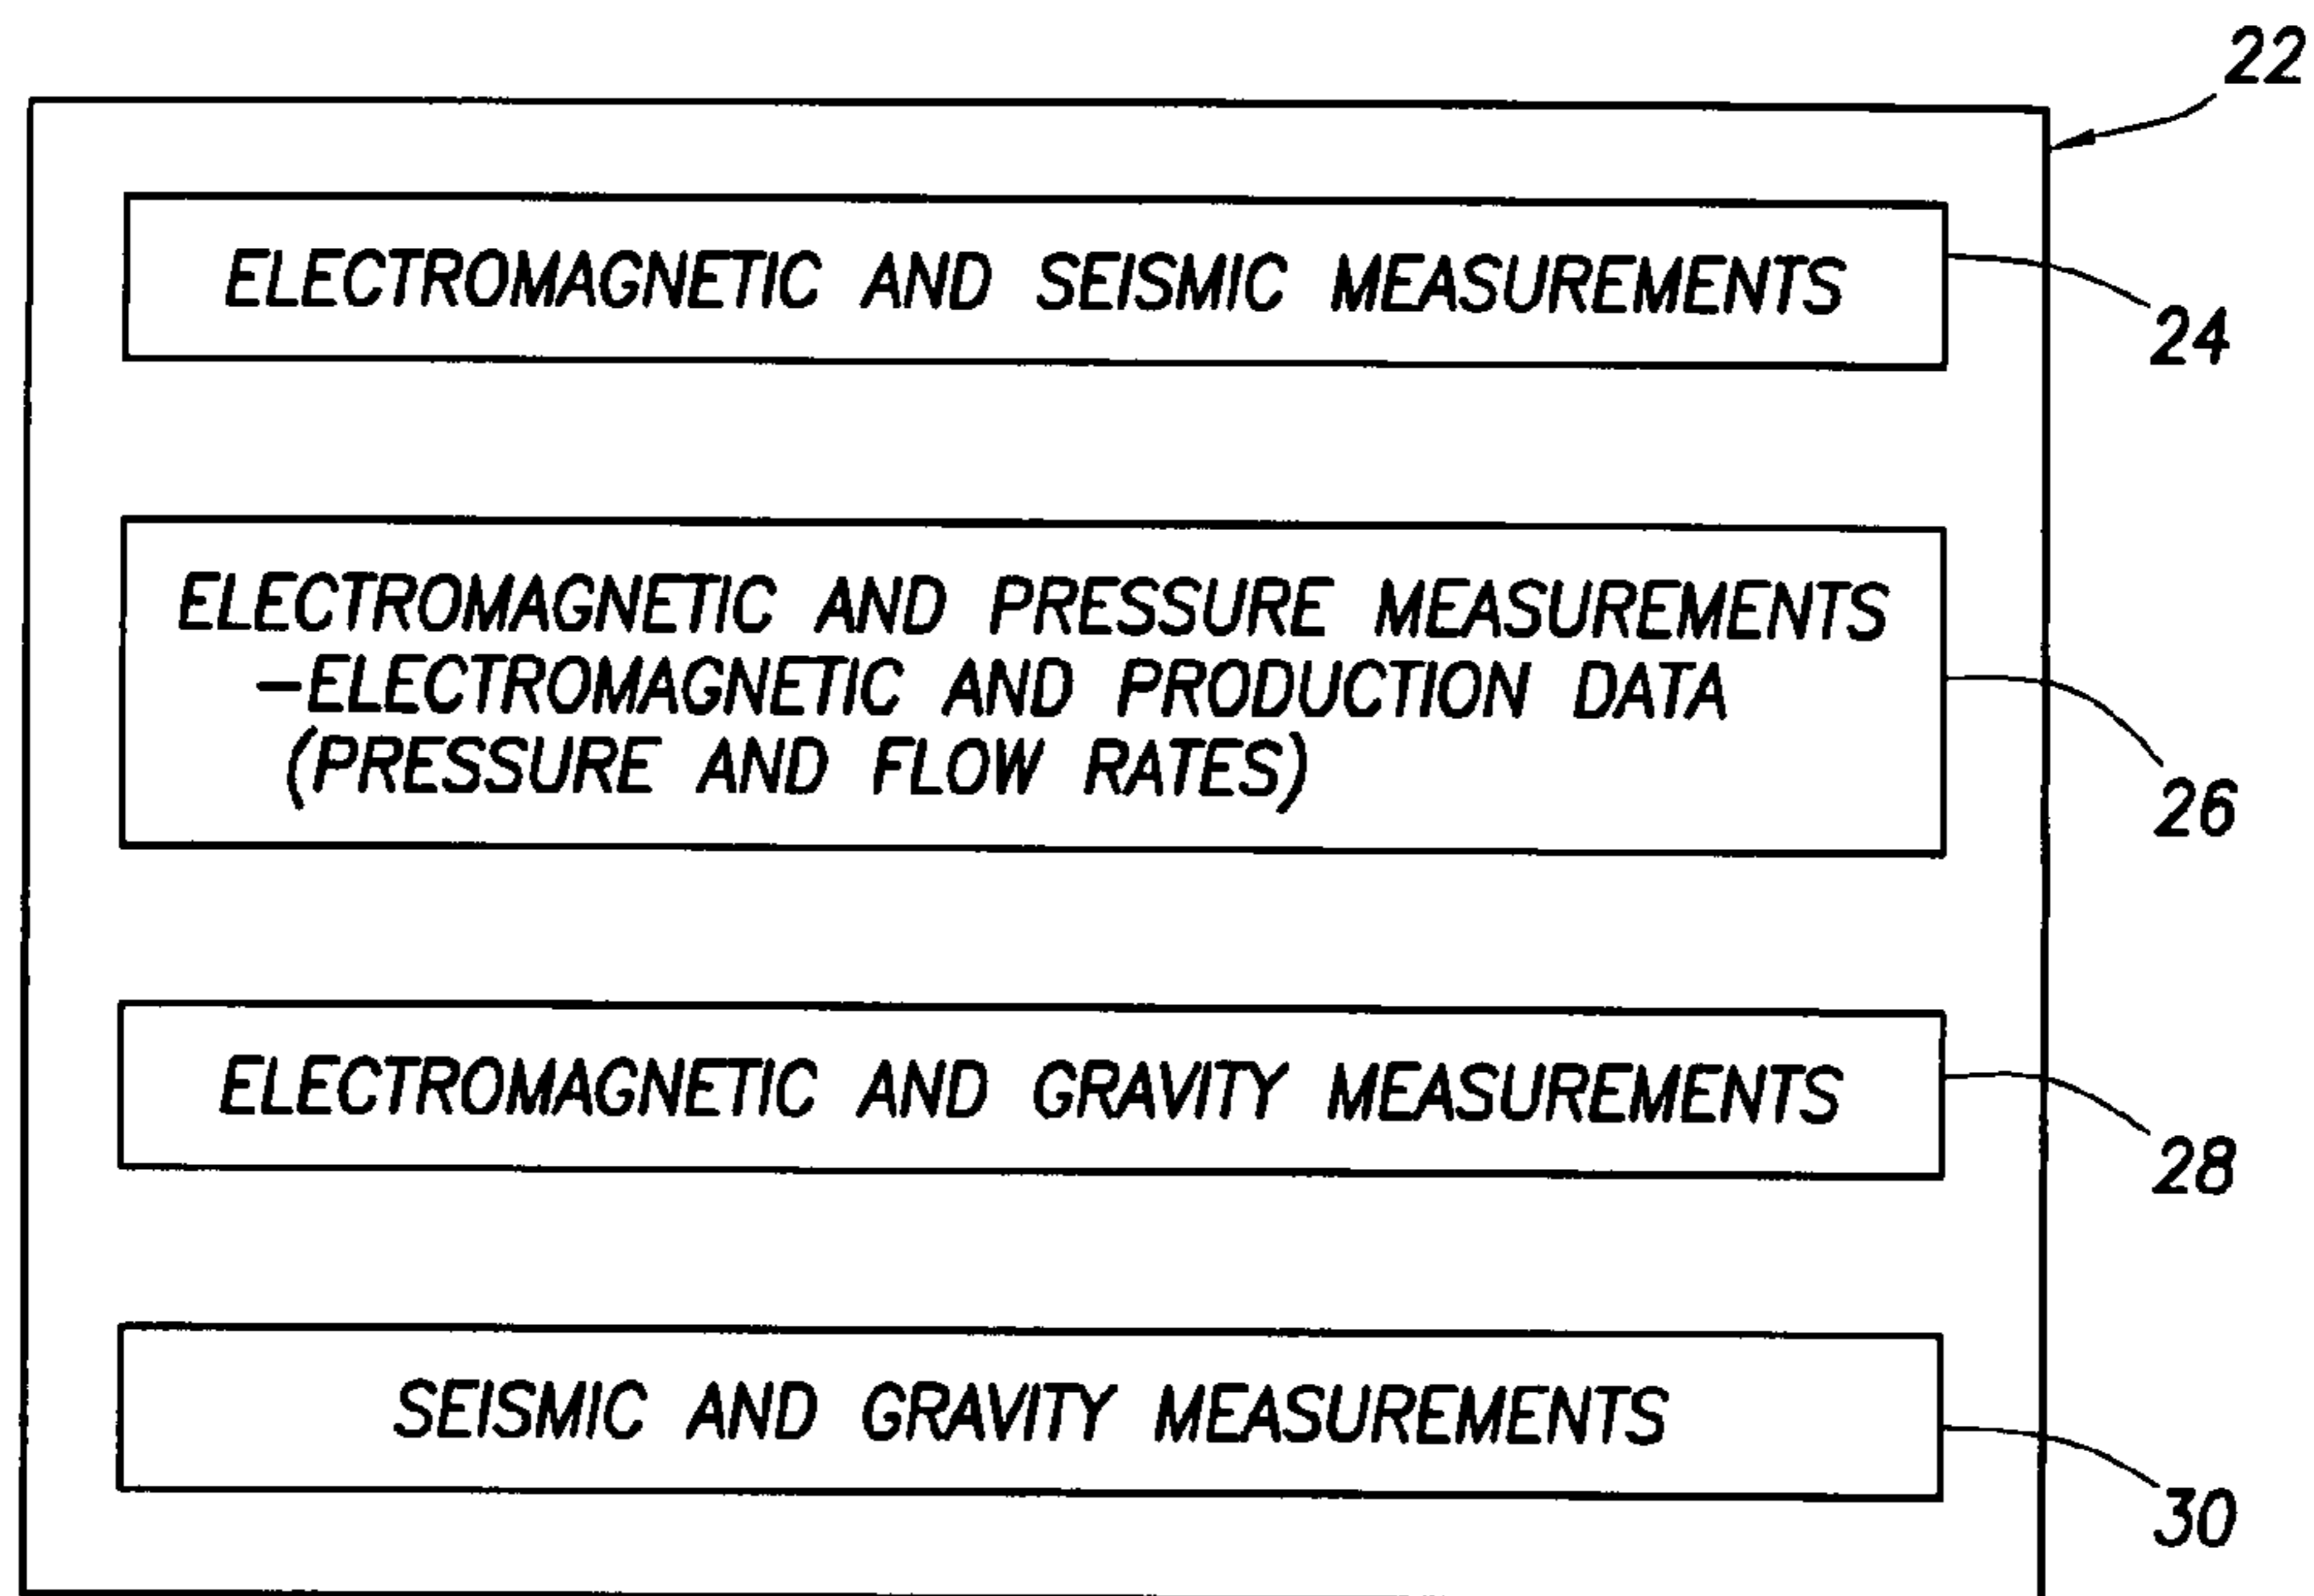 22
ELECTROMAGNETIC AND SEISMIC MEASUREMENTS
24
ELECTROMAGNETIC AND PRESSURE MEASUREMENTS
–ELECTROMAGNETIC AND PRODUCTION DATA
(PRESSURE AND FLOW RATES)
26
ELECTROMAGNETIC AND GRAVITY MEASUREMENTS
28
SEISMIC AND GRAVITY MEASUREMENTS
30